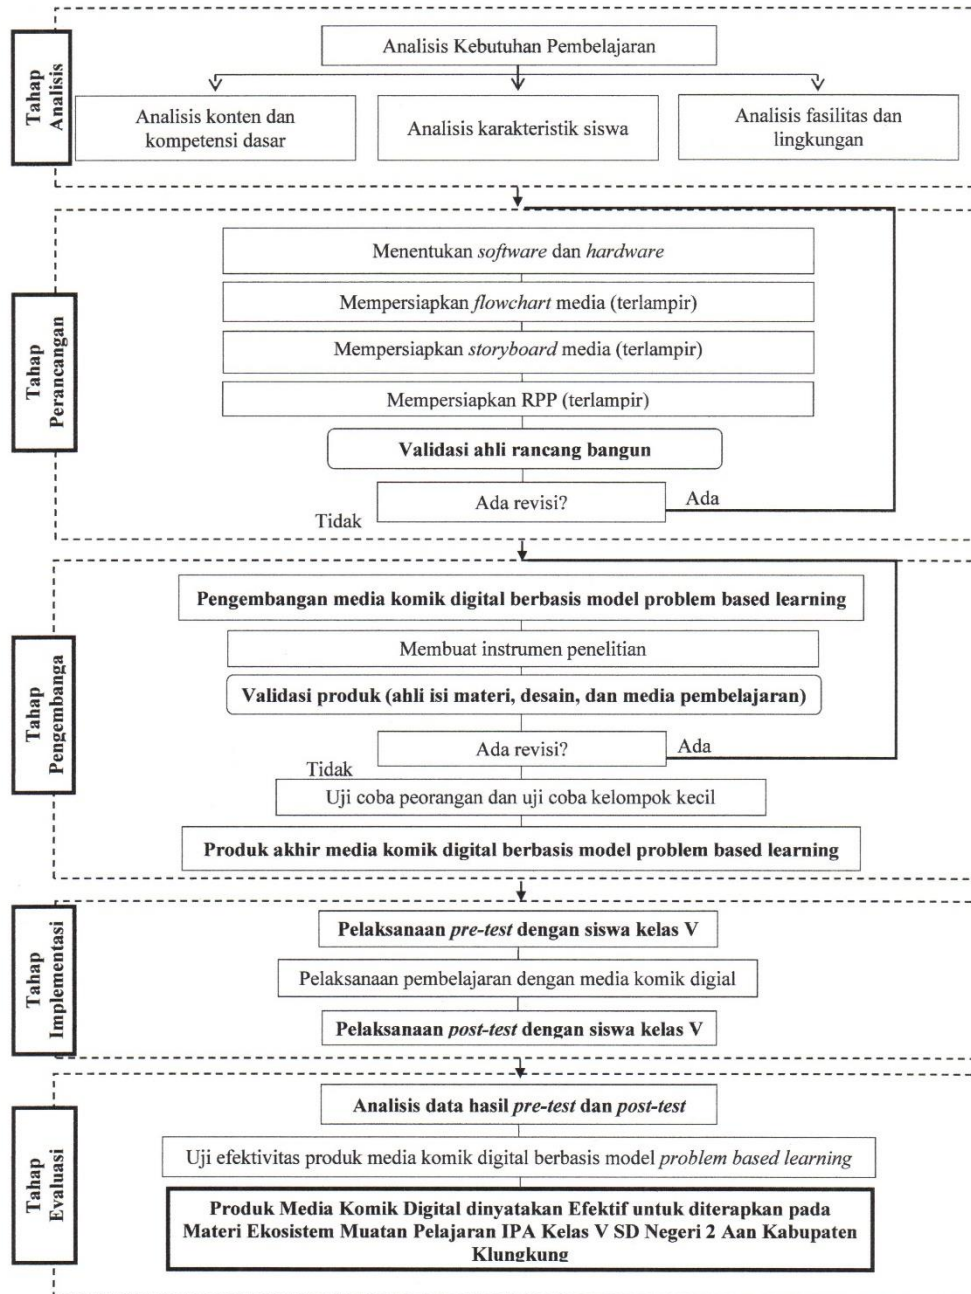 Tahap
Analisis
Analisis Kebutuhan Pembelajaran
Analisis konten dan
kompetensi dasar
Analisis karakteristik siswa
Analisis fasilitas dan
lingkungan
Tahap
Perancangan
Menentukan software dan hardware
Mempersiapkan flowchart media (terlampir)
Mempersiapkan storyboard media (terlampir)
Mempersiapkan RPP (terlampir)
Validasi ahli rancang bangun
Ada revisi?
Ada
Tidak
Tahap
Pengembanga
Pengembangan media komik digital berbasis model problem based learning
Membuat instrumen penelitian
Validasi produk (ahli isi materi, desain, dan media pembelajaran)
Ada revisi?
Ada
Tidak
Uji coba peorangan dan uji coba kelompok kecil
Produk akhir media komik digital berbasis model problem based learning
Tahap
Implementasi
Pelaksanaan pre-test dengan siswa kelas V
Pelaksanaan pembelajaran dengan media komik digial
Pelaksanaan post-test dengan siswa kelas V
Tahap
Evaluasi
Analisis data hasil pre-test dan post-test
Uji efektivitas produk media komik digital berbasis model problem based learning
Produk Media Komik Digital dinyatakan Efektif untuk diterapkan pada
Materi Ekosistem Muatan Pelajaran IPA Kelas V SD Negeri 2 Aan Kabupaten
Klungkung